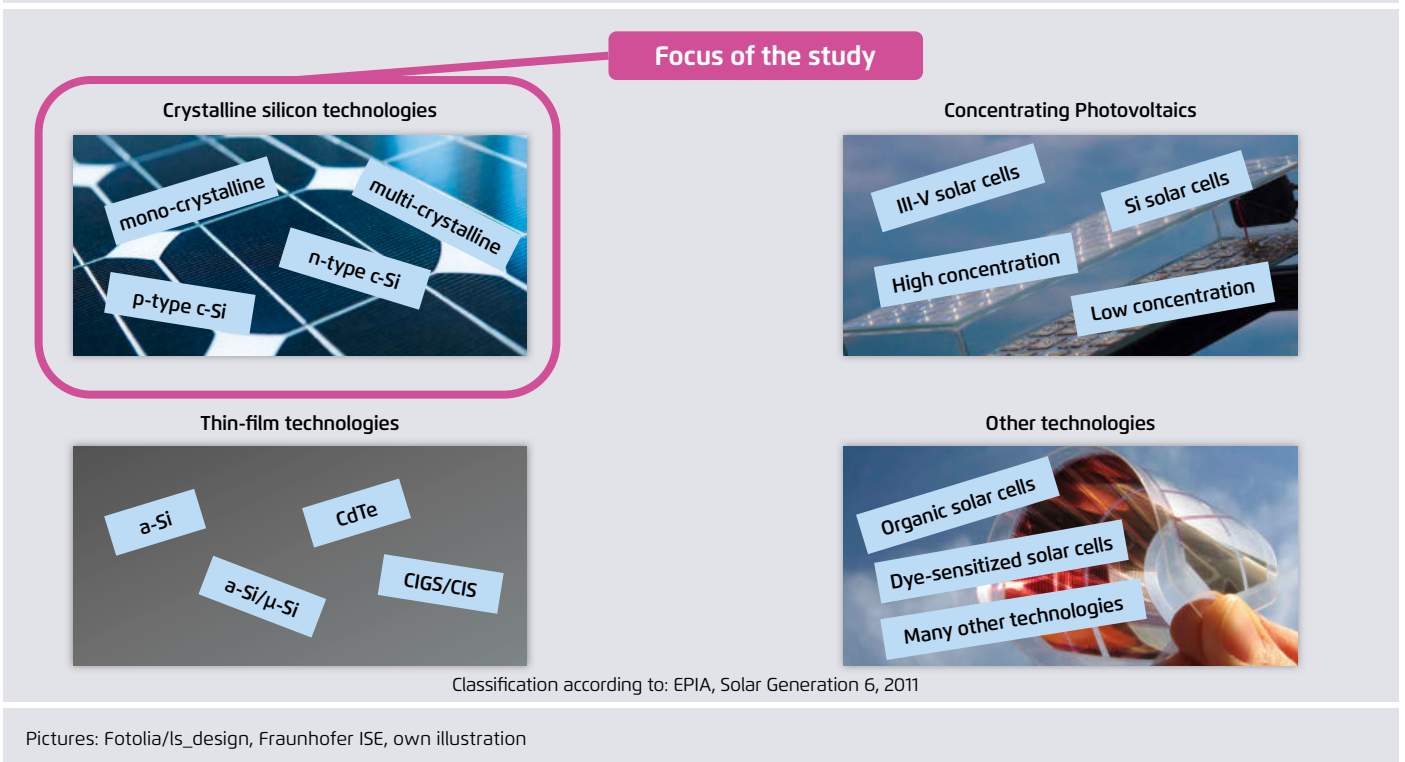 Focus of the study
Crystalline silicon technologies
mono-crystalline
multi-crystalline
n-type c-Si
p-type c-Si
Concentrating Photovoltaics
III-V solar cells
Si solar cells
High concentration
Low concentration
Thin-film technologies
a-Si
CdTe
a-Si/µ-Si
CIGS/CIS
Other technologies
Organic solar cells
Dye-sensitized solar cells
Many other technologies
Classification according to: EPIA, Solar Generation 6, 2011
Pictures: Fotolia/ls_design, Fraunhofer ISE, own illustration